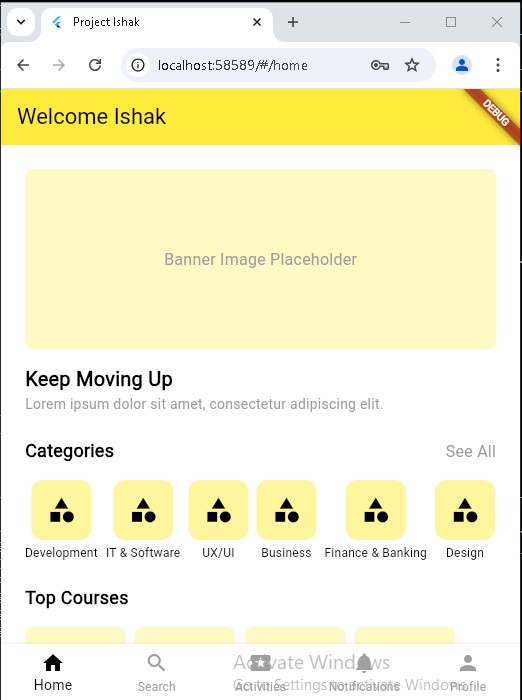 Project Ishak
localhost:58589/#/home
Welcome Ishak
DEBUG
Banner Image Placeholder
Keep Moving Up
Lorem ipsum dolor sit amet, consectetur adipiscing elit.
Categories See All
Development IT & Software UX/UI Business Finance & Banking Design
Top Courses
Activate Windows
Go to Settings to activate Windows.
Home Search Activities Notifications Profile